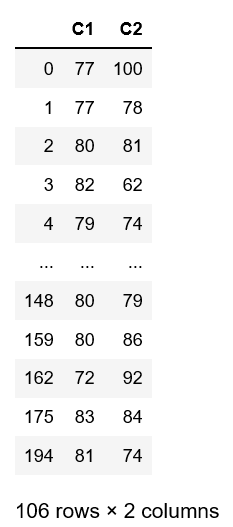 C1 C2
0 77 100
1 77 78
2 80 81
3 82 62
4 79 74
... ... ...
148 80 79
159 80 86
162 72 92
175 83 84
194 81 74
106 rows × 2 columns